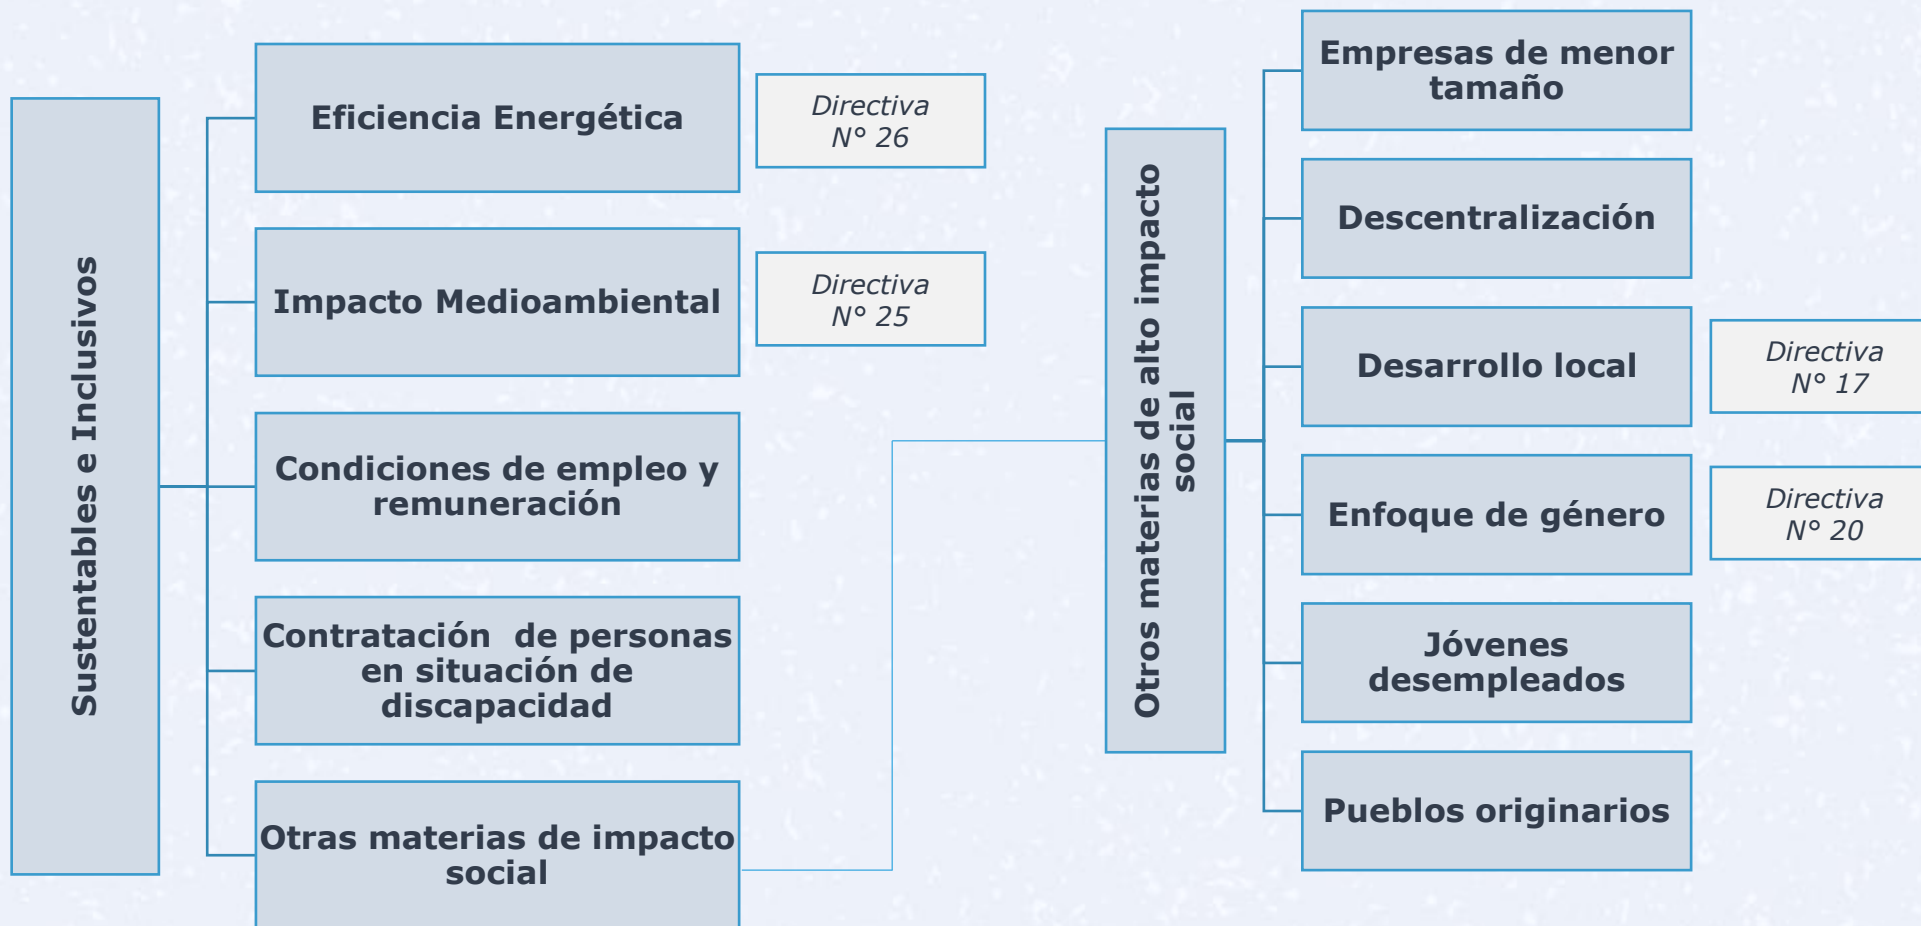 Sustentables e Inclusivos
Eficiencia Energética
Directiva
N° 26
Impacto Medioambiental
Directiva
N° 25
Condiciones de empleo y
remuneración
Contratación  de personas
en situación de
discapacidad
Otras materias de impacto
social
Otros materias de alto impacto
social
Empresas de menor
tamaño
Descentralización
Desarrollo local
Directiva
N° 17
Enfoque de género
Directiva
N° 20
Jóvenes
desempleados
Pueblos originarios